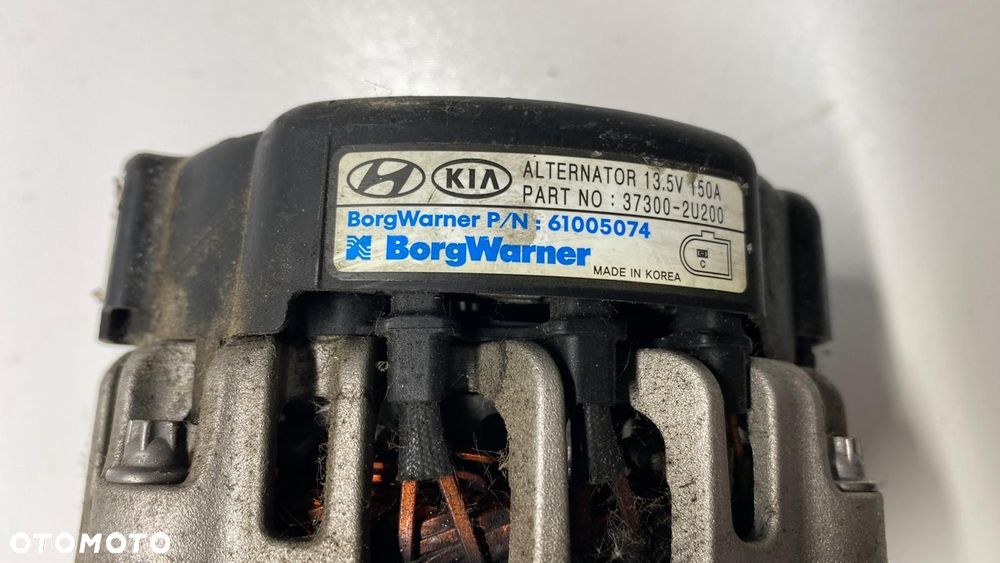 KIA
ALTERNATOR 13.5V 150A
PART NO : 37300-2U200
BorgWarner P/N : 61005074
BorgWarner
MADE IN KOREA
C
OTOMOTO